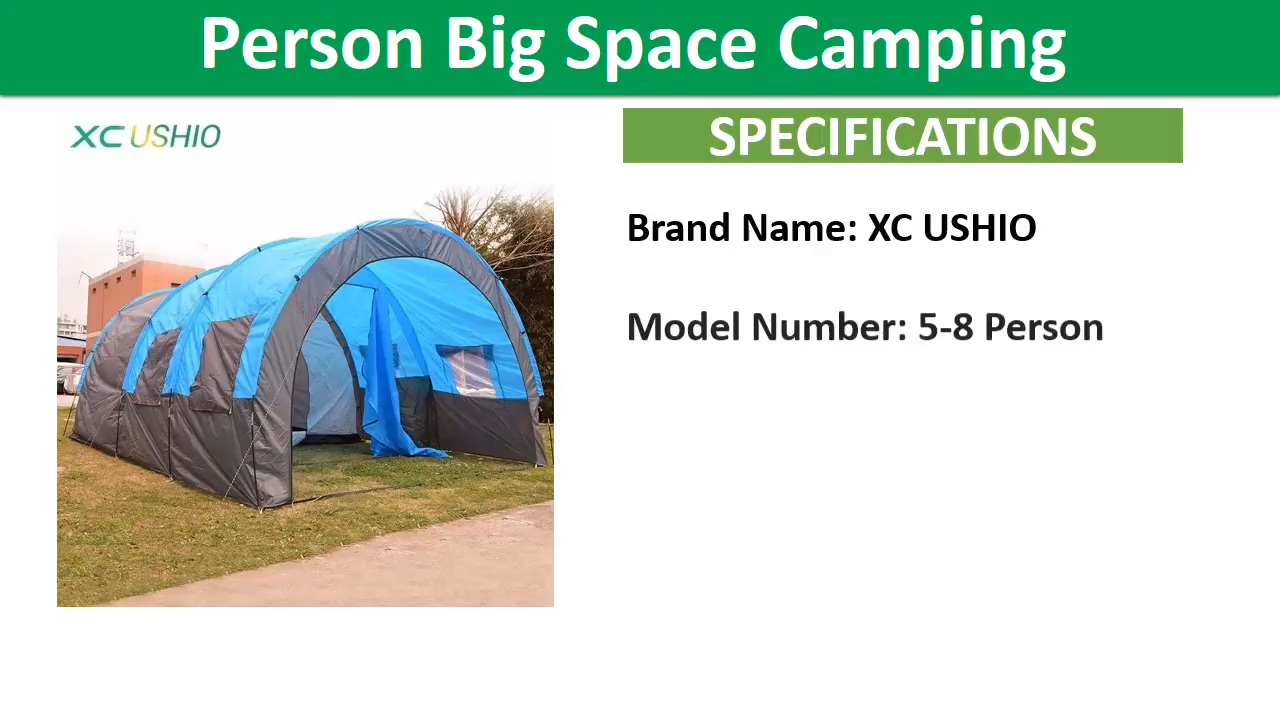 Person Big Space Camping
XC USHIO
SPECIFICATIONS
Brand Name: XC USHIO
Model Number: 5-8 Person